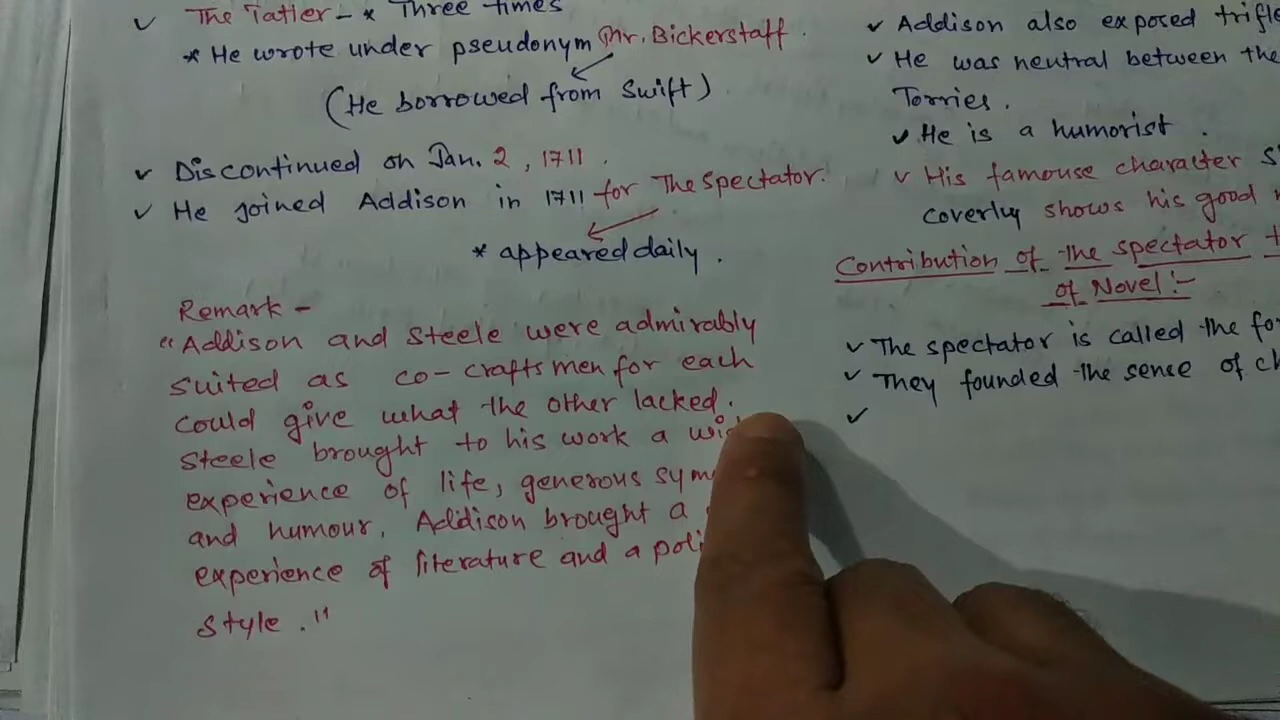 ✓ The Tatler - * Three times
* He wrote under pseudonym Mr. Bickerstaff.
(He borrowed from Swift)
✓ Discontinued on Jan. 2, 1711.
✓ He joined Addison in 1711 for The Spectator.
* appeared daily.
Remark -
"Addison and Steele were admirably
suited as co-craftsmen for each
could give what the other lacked.
Steele brought to his work a
experience of life, generous
and humour. Addison brought a
experience of literature and a
style."
✓ Addison also exposed
✓ He was neutral between the
Torries.
✓ He is a humorist.
✓ His famouse character
coverly shows his good
Contribution of the spectator
of Novel :-
✓ The spectator is called the
✓ They founded the sense of
✓